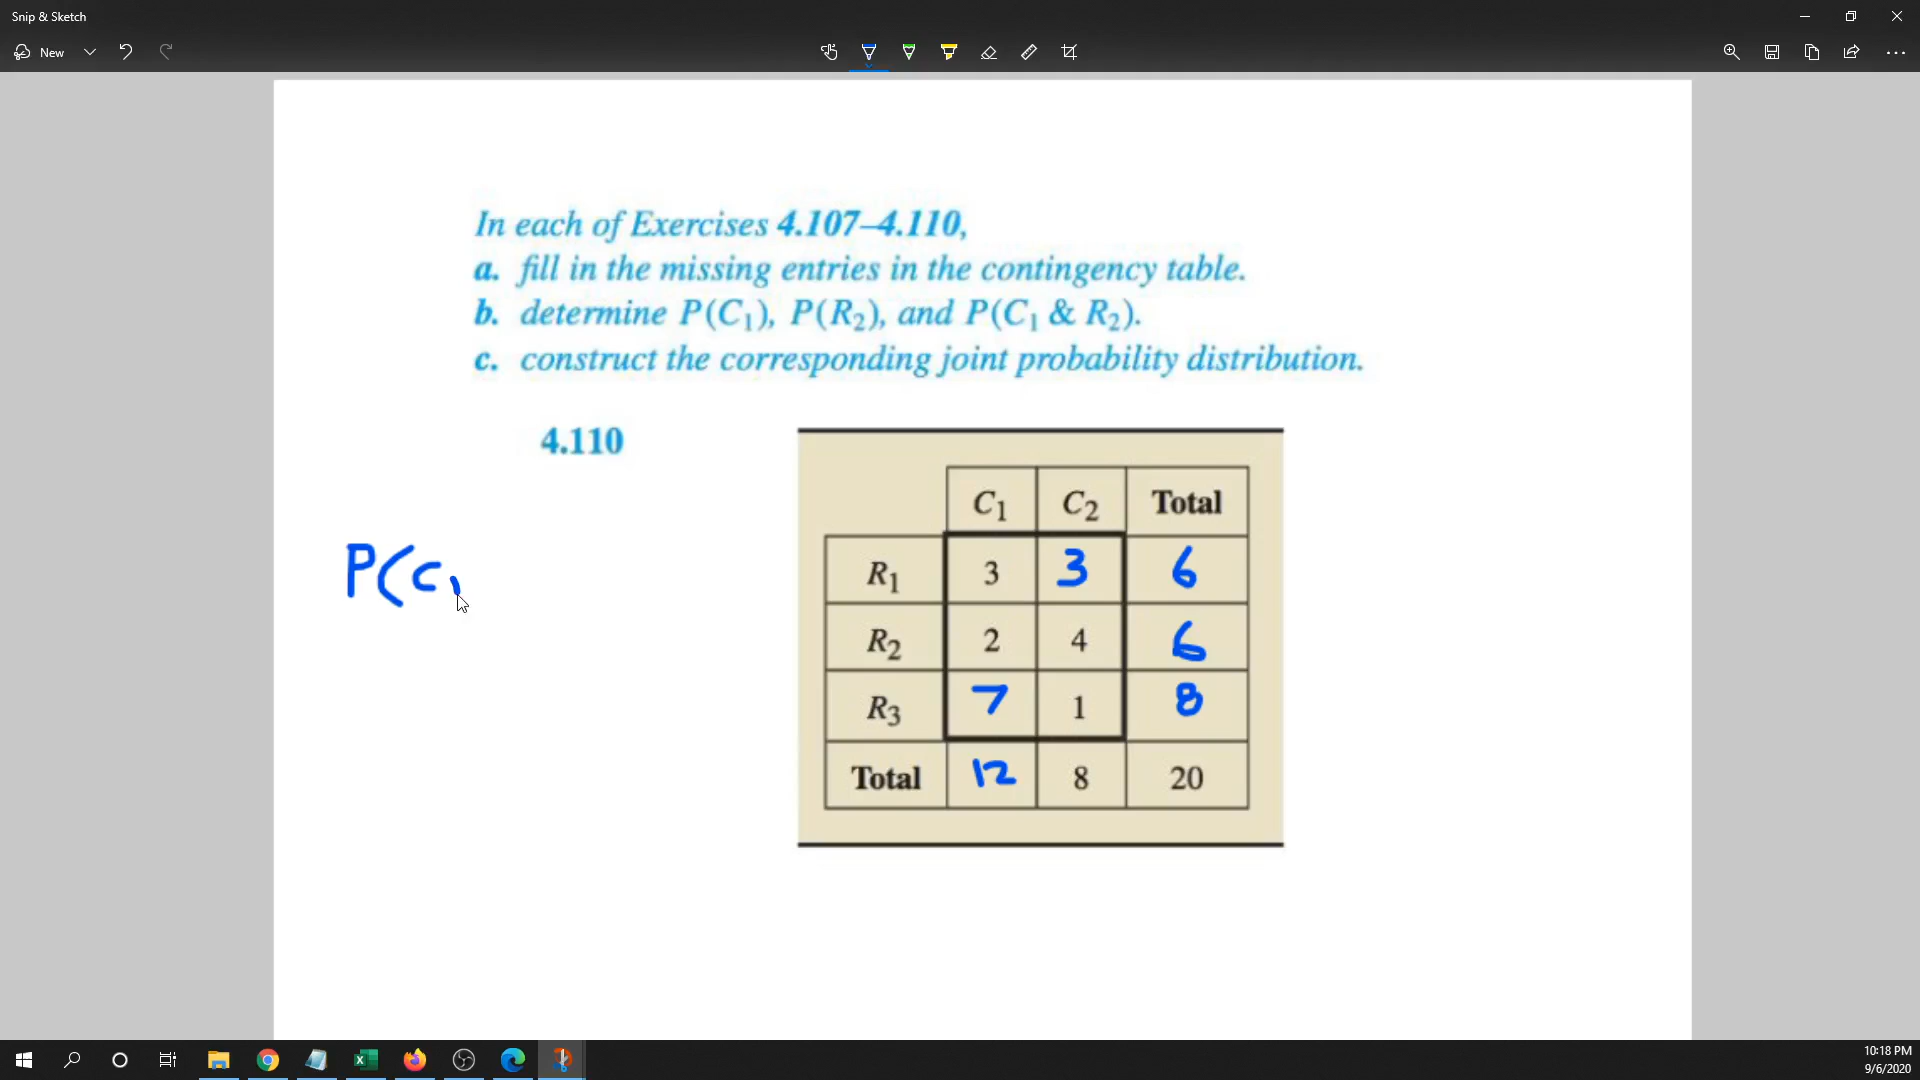 Snip & Sketch
New
In each of Exercises 4.107–4.110,
a. fill in the missing entries in the contingency table.
b. determine P(C₁), P(R₂), and P(C₁ & R₂).
c. construct the corresponding joint probability distribution.
4.110
C₁ C₂ Total
P(C₁
R₁ 3 3 6
R₂ 2 4 6
R₃ 7 1 8
Total 12 8 20
10:18 PM
9/6/2020